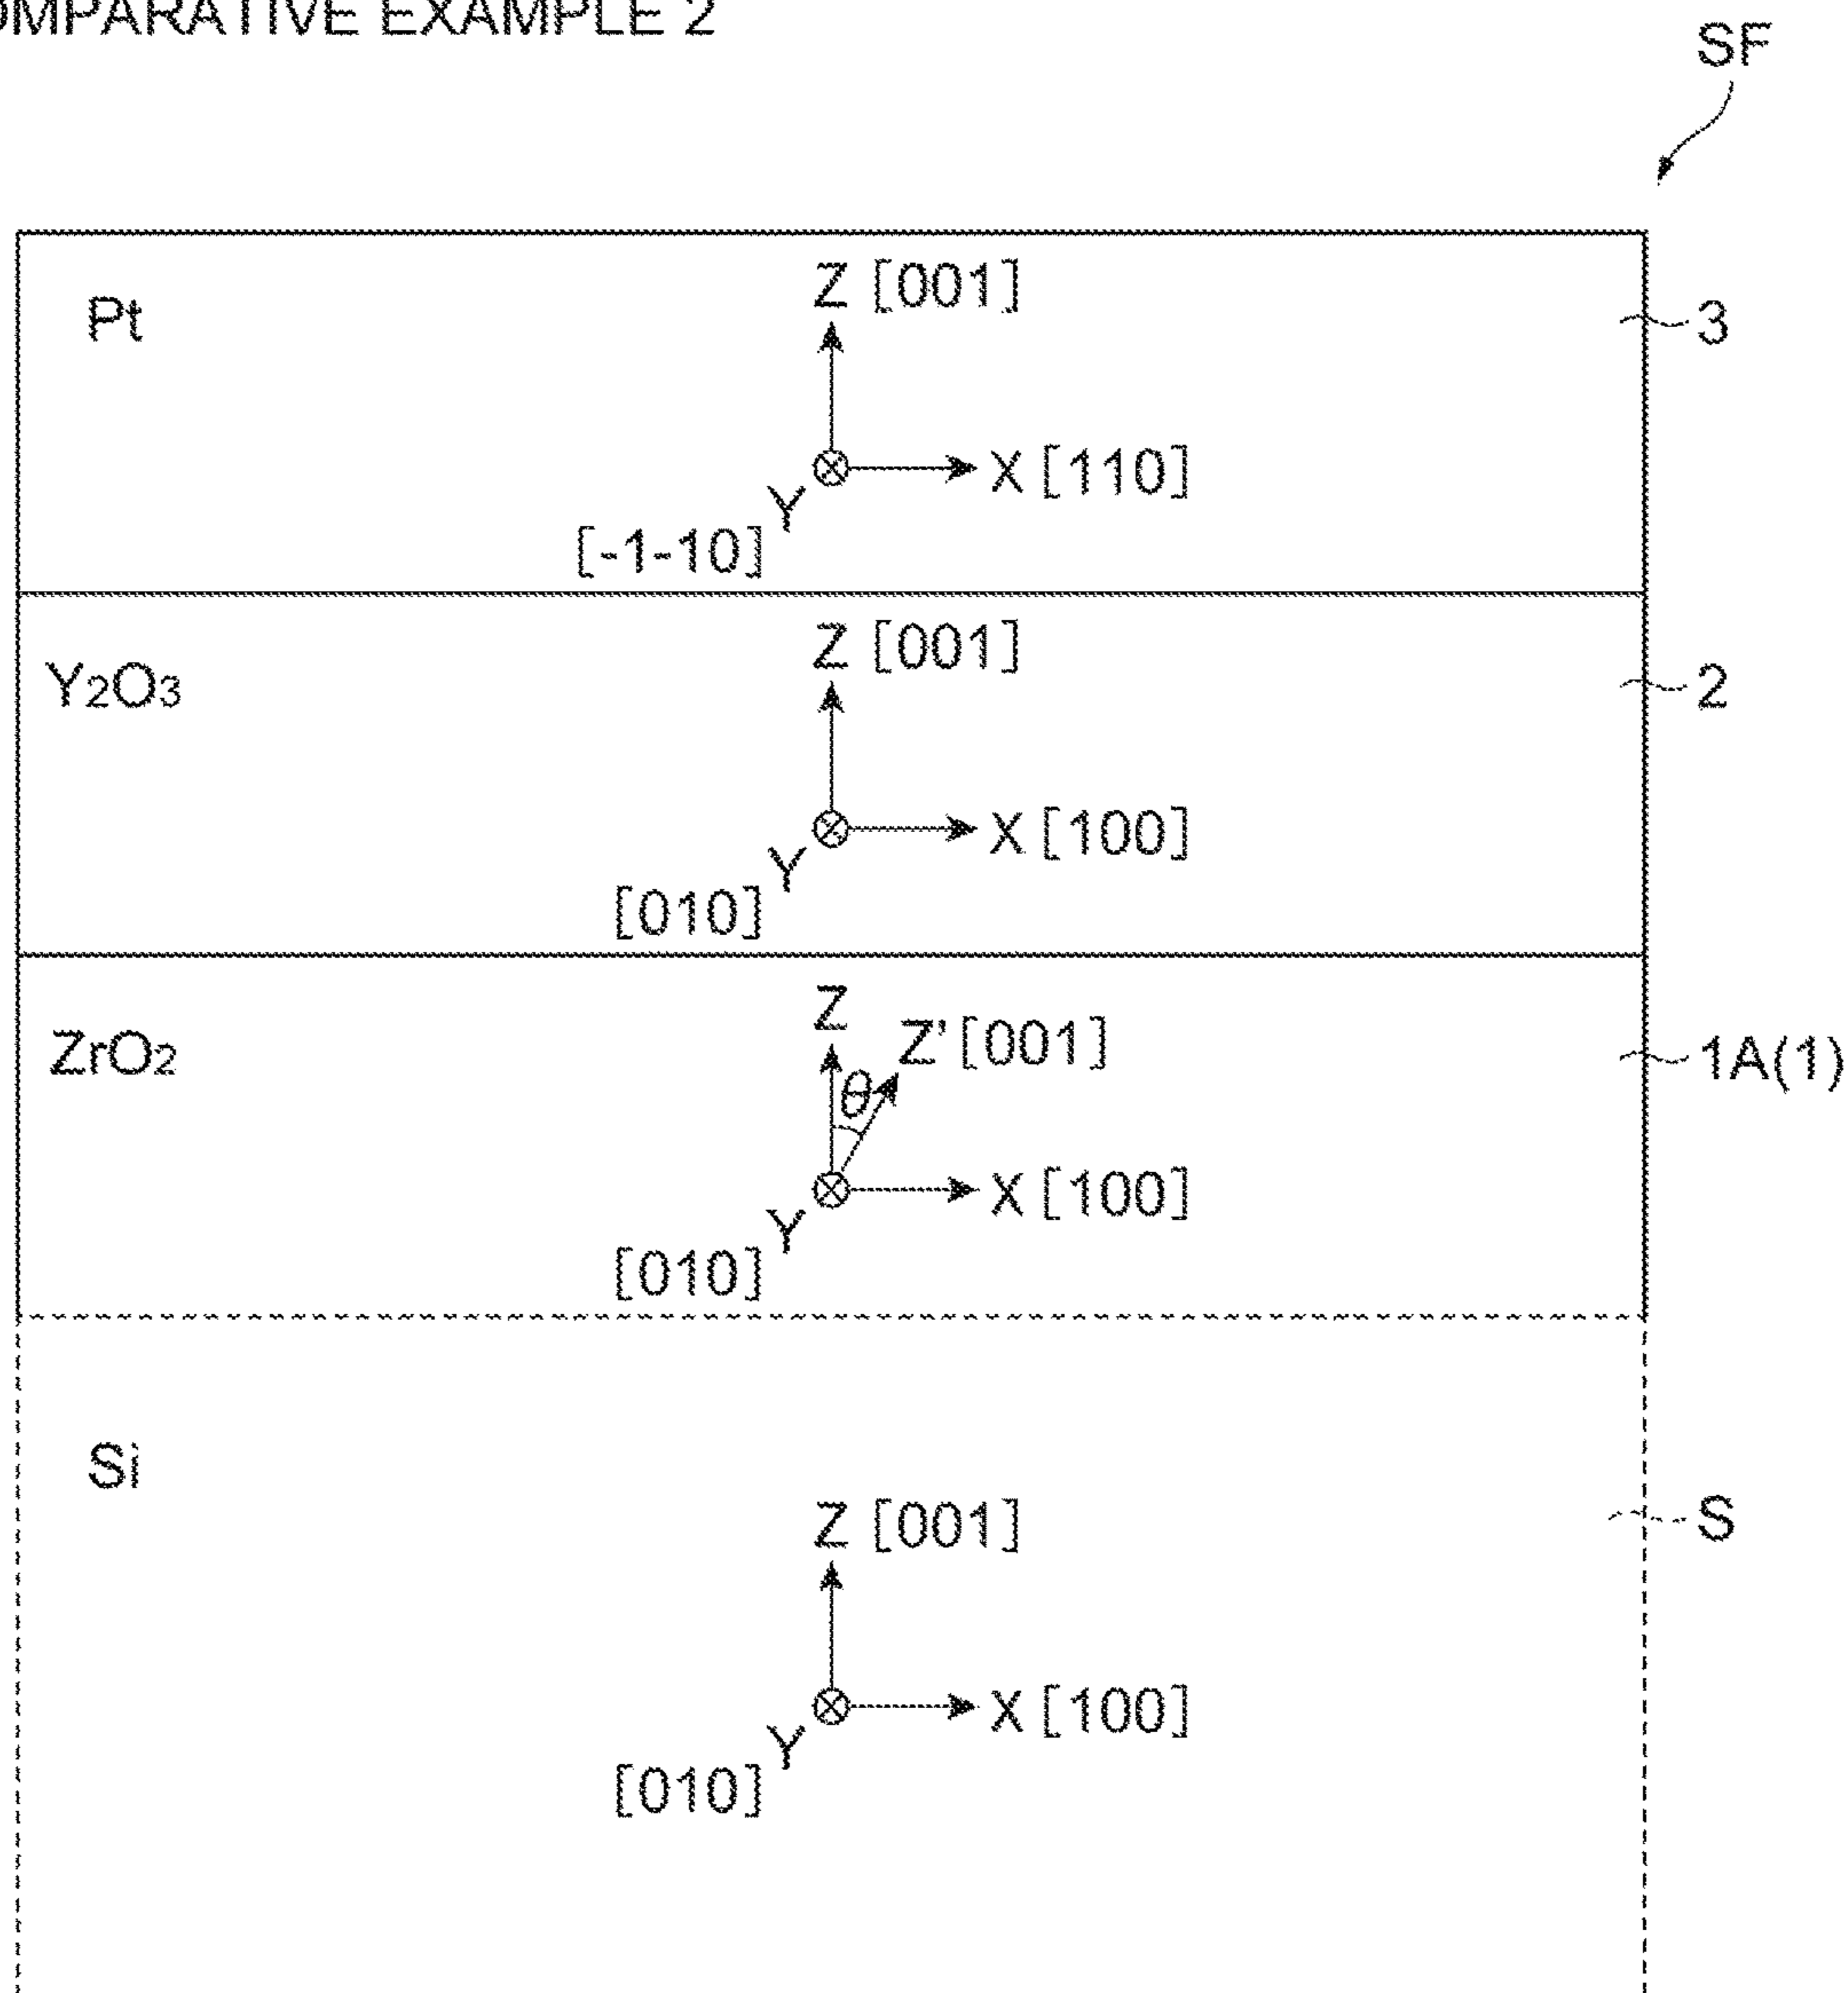 OMPARATIVE EXAMPLE 2
SF
Pt
Z [001]
3
X [110]
Y
[-1-10]
Y2O3
Z [001]
2
X [100]
Y
[010]
ZrO2
Z
Z' [001]
θ
1A(1)
X [100]
Y
[010]
Si
Z [001]
S
X [100]
Y
[010]